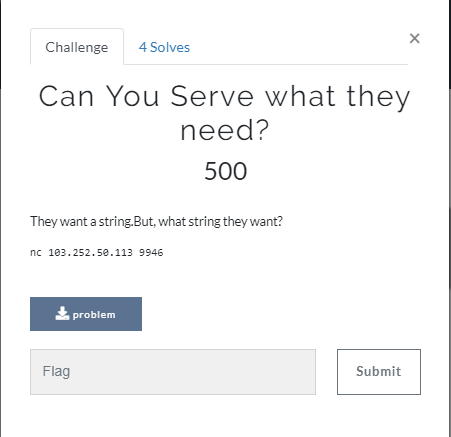 Challenge
4 Solves
×
Can You Serve what they
need?
500
They want a string.But, what string they want?
nc 103.252.50.113 9946
problem
Flag
Submit